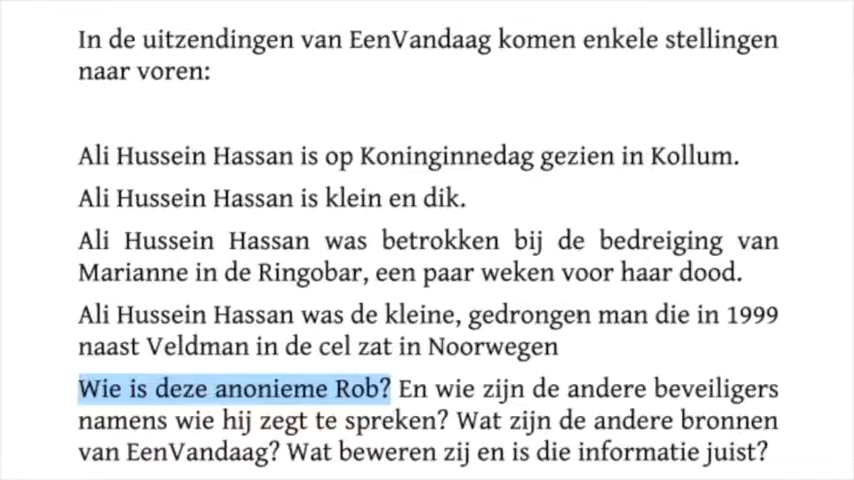 In de uitzendingen van EenVandaag komen enkele stellingen
naar voren:
Ali Hussein Hassan is op Koninginnedag gezien in Kollum.
Ali Hussein Hassan is klein en dik.
Ali Hussein Hassan was betrokken bij de bedreiging van
Marianne in de Ringobar, een paar weken voor haar dood.
Ali Hussein Hassan was de kleine, gedrongen man die in 1999
naast Veldman in de cel zat in Noorwegen
Wie is deze anonieme Rob? En wie zijn de andere beveiligers
namens wie hij zegt te spreken? Wat zijn de andere bronnen
van EenVandaag? Wat beweren zij en is die informatie juist?